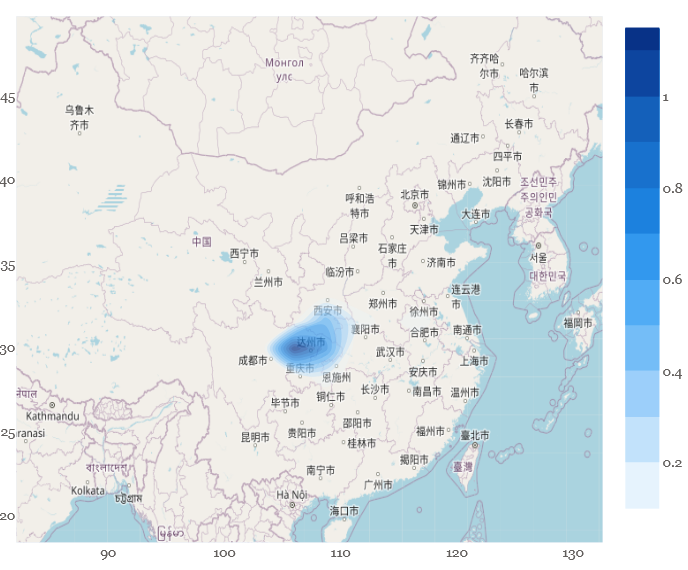 齐齐哈
尔市
哈尔滨
市
Монгол
улс
1
45
乌鲁木
齐市
长春市
通辽市
四平市
40
锦州市
沈阳市
조선민주
주의인민
공화국
0.8
呼和浩
特市
北京市
大连市
天津市
中国
吕梁市
石家庄
市
서울
西宁市
济南市
35
兰州市
临汾市
대한민국
0.6
连云港
市
郑州市
徐州市
西安市
福岡市
襄阳市
合肥市
南通市
30
达州市
武汉市
成都市
上海市
重庆市
恩施州
安庆市
0.4
नेपाल
毕节市
铜仁市
长沙市
南昌市
温州市
Kathmandu
邵阳市
25
ranasi
昆明市
贵阳市
桂林市
福州市
臺北市
বাংলাদেশ
南宁市
揭阳市
臺灣
0.2
Kolkata
চট্টগ্রাম
Hà Nội
广州市
20
海口市
90
100
110
120
130